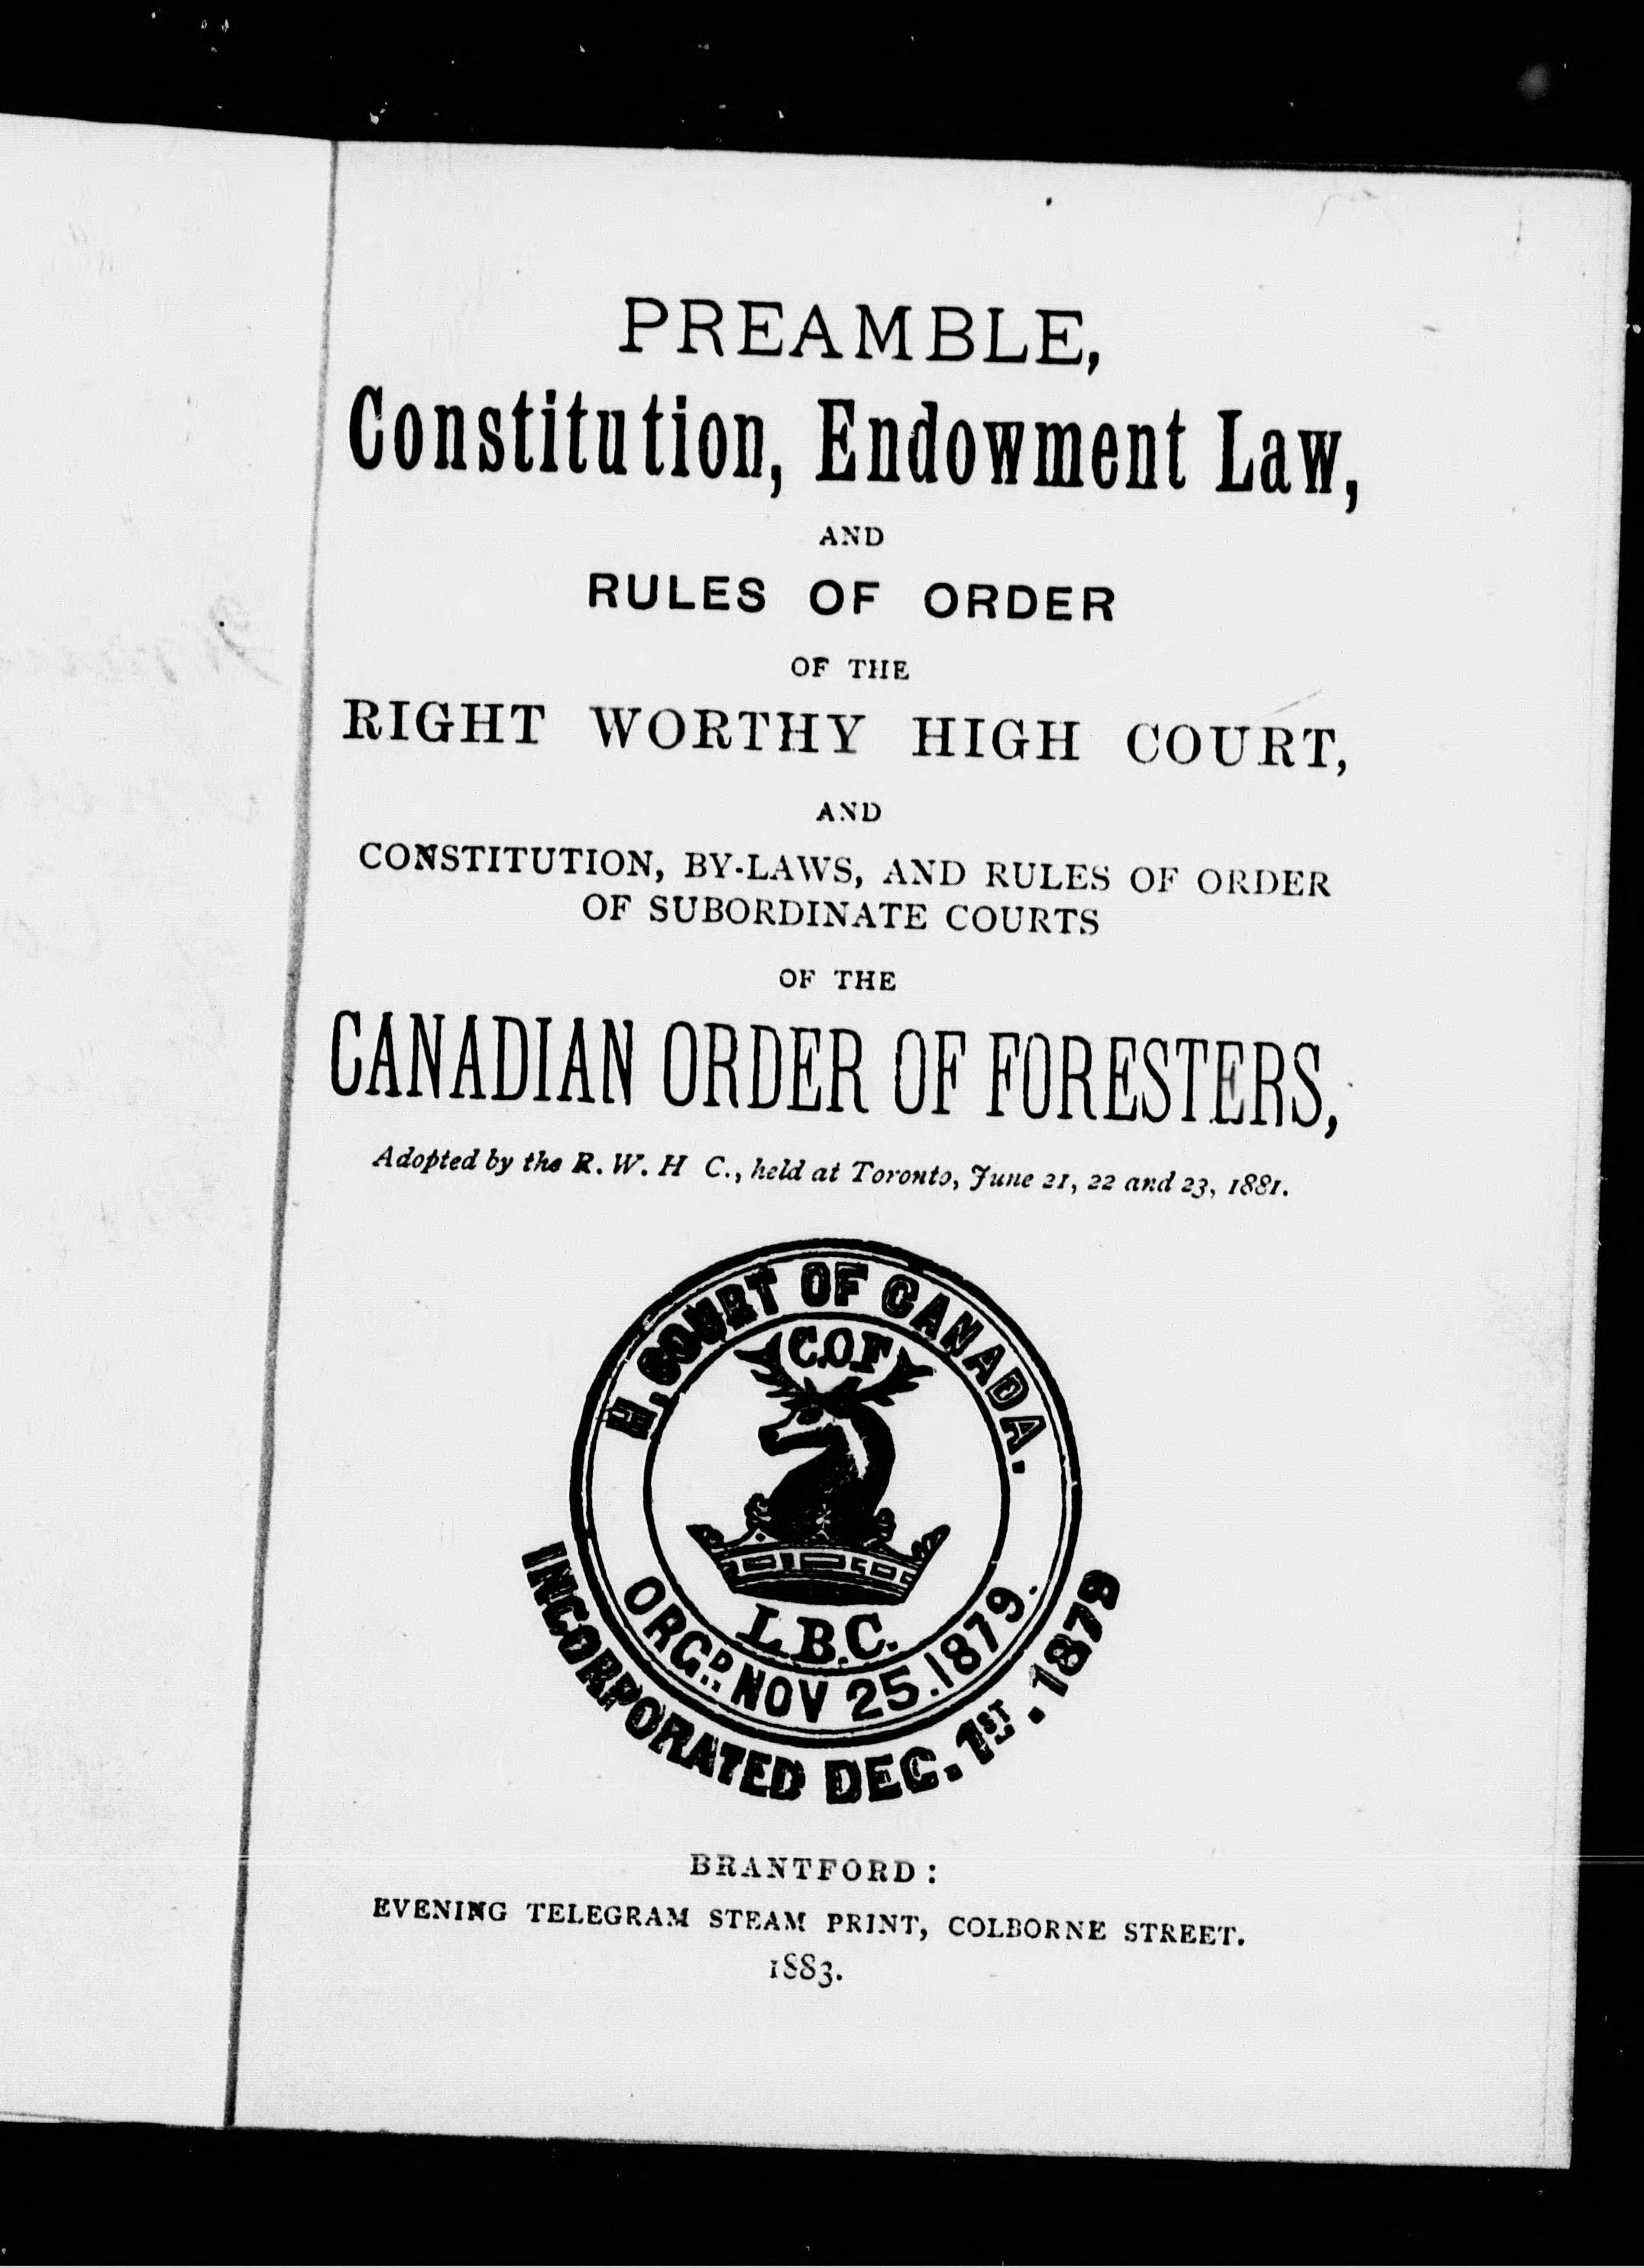 PREAMBLE,
Constitution, Endowment Law,
AND
RULES OF ORDER
OF THE
RIGHT WORTHY HIGH COURT,
AND
CONSTITUTION, BY-LAWS, AND RULES OF ORDER
OF SUBORDINATE COURTS
OF THE
CANADIAN ORDER OF FORESTERS,
Adopted by the R. W. H C., held at Toronto, June 21, 22 and 23, 1881.
H. COURT OF CANADA.
C.O.F
L.B.C.
ORGD. NOV 25. 1879.
INCORPORATED DEC. 1ST. 1879
BRANTFORD:
EVENING TELEGRAM STEAM PRINT, COLBORNE STREET.
1883.